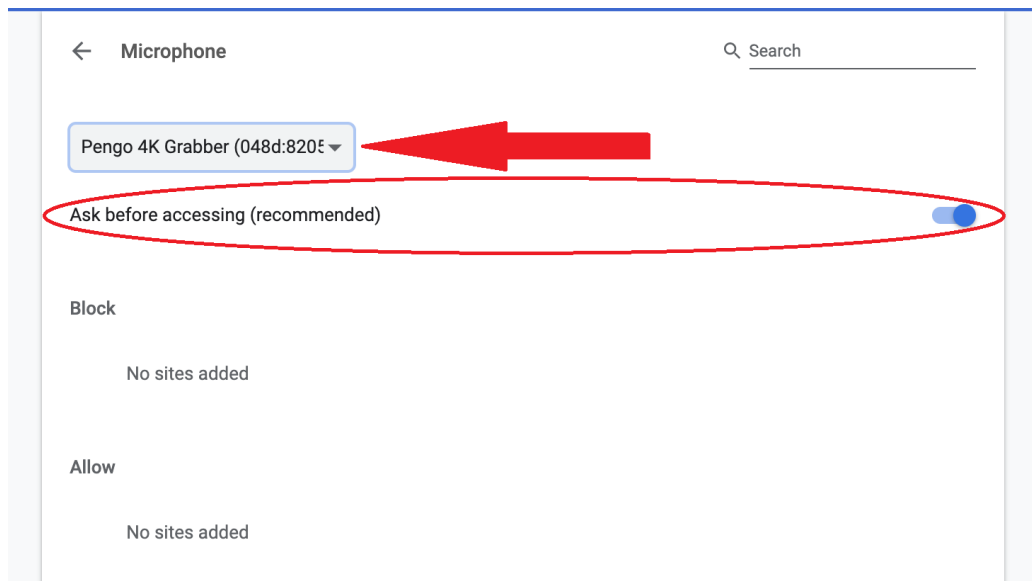 Microphone
Search
Pengo 4K Grabber (048d:8205
Ask before accessing (recommended)
Block
No sites added
Allow
No sites added